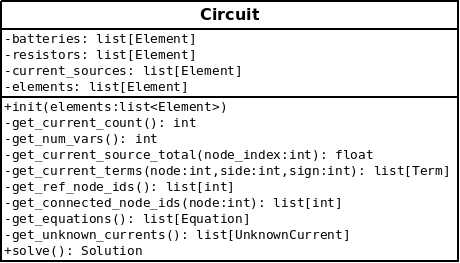 Circuit
-batteries: list[Element]
-resistors: list[Element]
-current_sources: list[Element]
-elements: list[Element]
+init(elements:list<Element>)
-get_current_count(): int
-get_num_vars(): int
-get_current_source_total(node_index:int): float
-get_current_terms(node:int,side:int,sign:int): list[Term]
-get_ref_node_ids(): list[int]
-get_connected_node_ids(node:int): list[int]
-get_equations(): list[Equation]
-get_unknown_currents(): list[UnknownCurrent]
+solve(): Solution